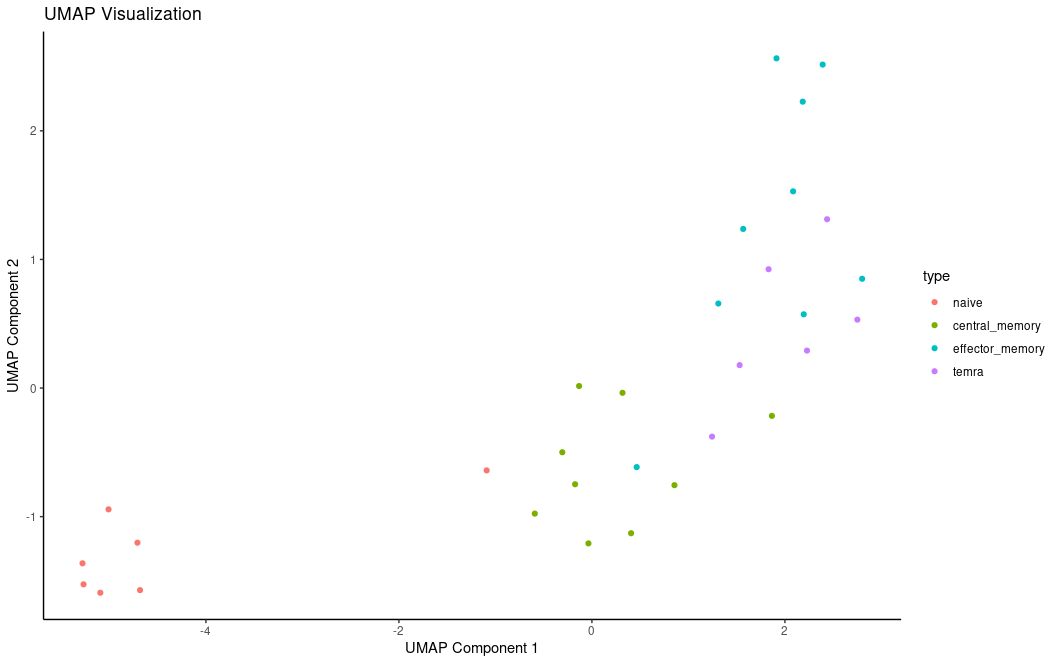 UMAP Visualization
2
1
0
-1
UMAP Component 2
-4
-2
0
2
UMAP Component 1
type
naive
central_memory
effector_memory
temra